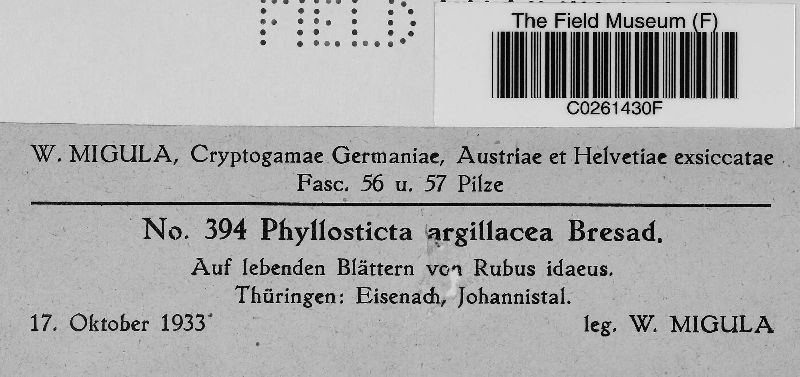 FIELD
The Field Museum (F)
C0261430F
W. MIGULA, Cryptogamae Germaniae, Austriae et Helvetiae exsiccatae
Fasc. 56 u. 57 Pilze
No. 394 Phyllosticta argillacea Bresad.
Auf lebenden Blättern von Rubus idaeus.
Thüringen: Eisenach, Johannistal.
17. Oktober 1933
leg. W. MIGULA